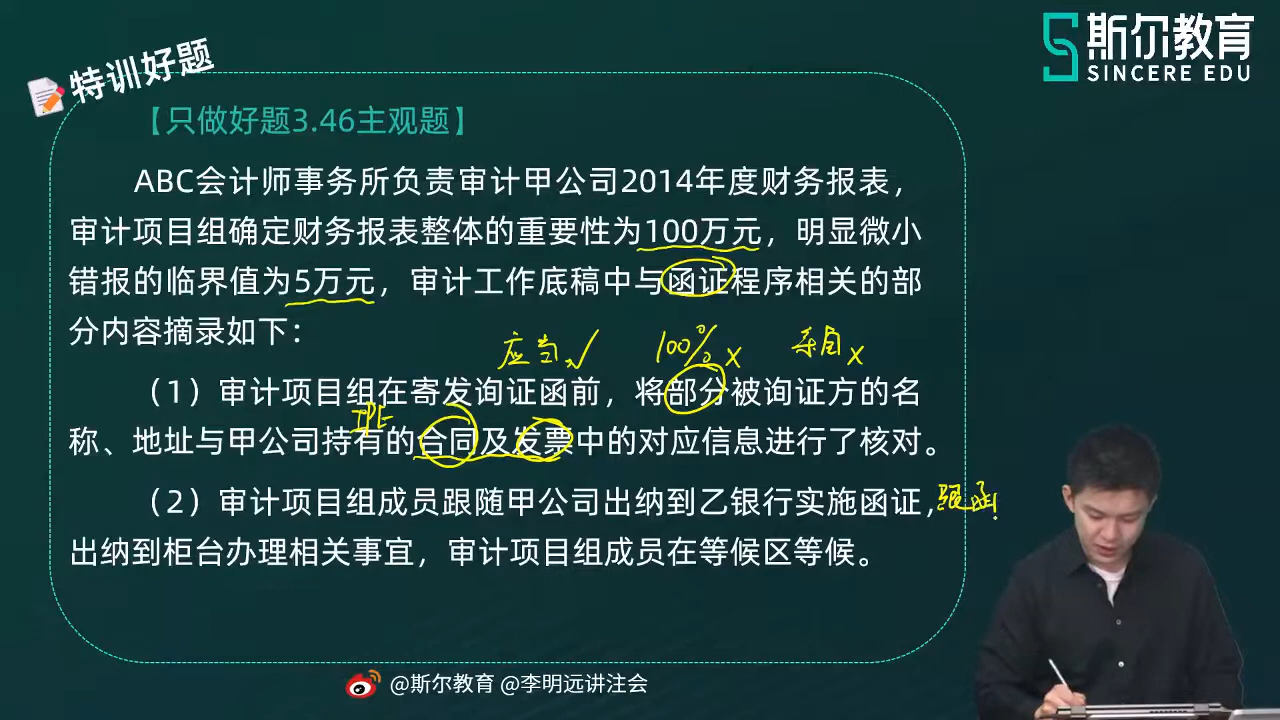 斯尔教育
SINCERE EDU
特训好题
【只做好题3.46主观题】
ABC会计师事务所负责审计甲公司2014年度财务报表，
审计项目组确定财务报表整体的重要性为100万元，明显微小
错报的临界值为5万元，审计工作底稿中与函证程序相关的部
分内容摘录如下：
应当√ 100%×
（1）审计项目组在寄发询证函前，将部分被询证方的名
称、地址与甲公司持有的合同及发票中的对应信息进行了核对。
（2）审计项目组成员跟随甲公司出纳到乙银行实施函证，跟函
出纳到柜台办理相关事宜，审计项目组成员在等候区等候。
@斯尔教育 @李明远讲注会